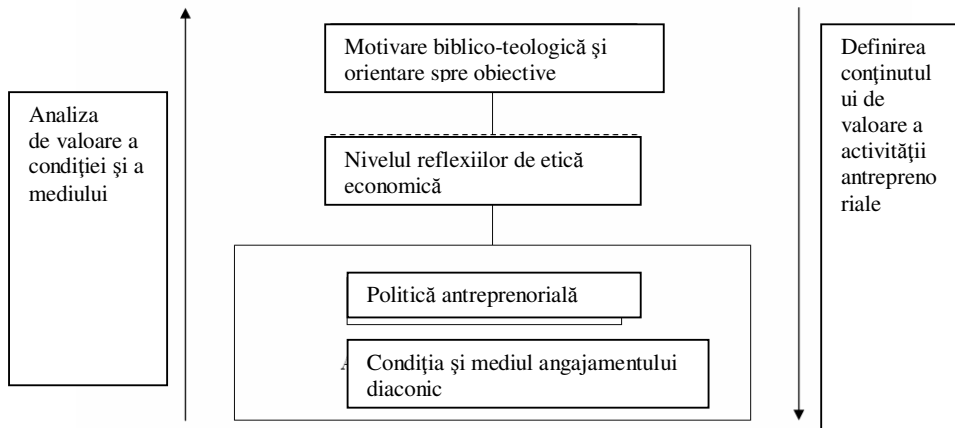 Motivare biblico-teologică şi
orientare spre obiective
Analiza
de valoare a
condiţiei şi a
mediului
Nivelul reflexiilor de etică
economică
Politică antreprenorială
Condiţia şi mediul angajamentului
diaconic
Definirea
conţinutul
ui de
valoare a
activităţii
antrepreno
riale